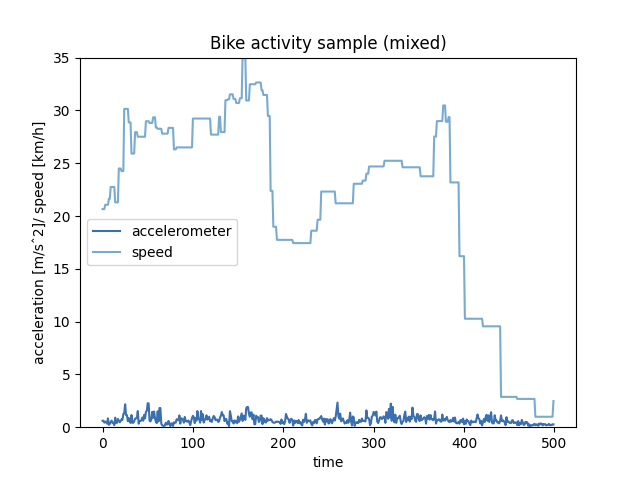 Bike activity sample (mixed)
acceleration [m/s^2]/ speed [km/h]
35
30
25
20
15
10
5
0
accelerometer
speed
0 100 200 300 400 500
time